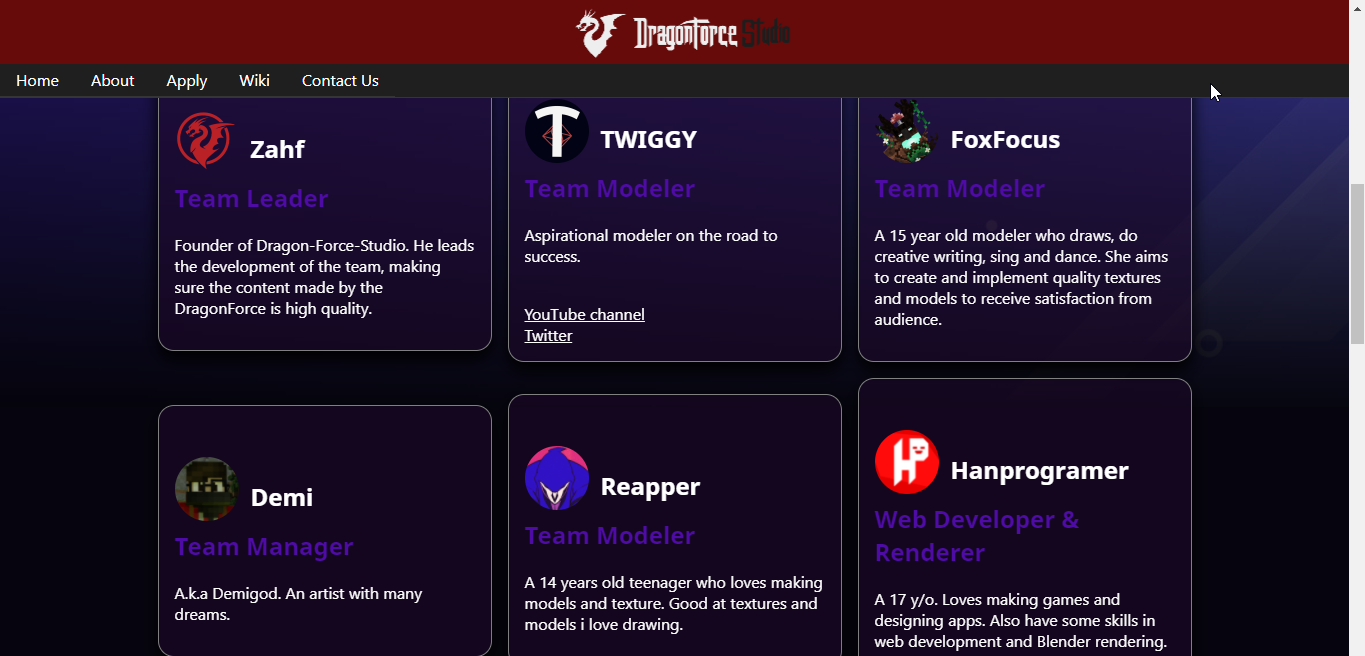 Dragonforce Studio
Home About Apply Wiki Contact Us
Zahf
Team Leader
Founder of Dragon-Force-Studio. He leads
the development of the team, making
sure the content made by the
DragonForce is high quality.
TWIGGY
Team Modeler
Aspirational modeler on the road to
success.
YouTube channel
Twitter
FoxFocus
Team Modeler
A 15 year old modeler who draws, do
creative writing, sing and dance. She aims
to create and implement quality textures
and models to receive satisfaction from
audience.
Demi
Team Manager
A.k.a Demigod. An artist with many
dreams.
Reapper
Team Modeler
A 14 years old teenager who loves making
models and texture. Good at textures and
models i love drawing.
Hanprogramer
Web Developer &
Renderer
A 17 y/o. Loves making games and
designing apps. Also have some skills in
web development and Blender rendering.